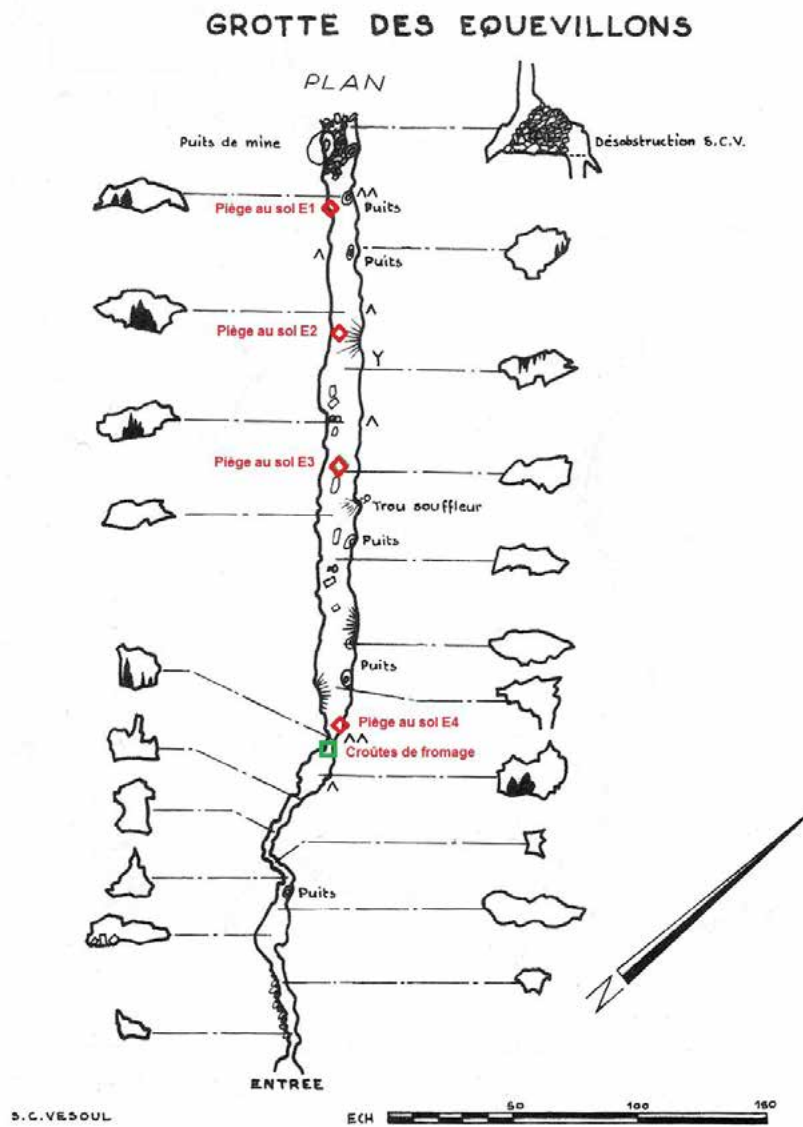 GROTTE DES EQUEVILLONS
PLAN
Puits de mine
Désobstruction S.C.V.
^^
Piège au sol E1
Puits
^
Puits
^
Piège au sol E2
Y
^
Piège au sol E3
Trou souffleur
Puits
Puits
Piège au sol E4
^^
Croûtes de fromage
^
Puits
N
ENTREE
S.C.VESOUL
ECH
50
100
150